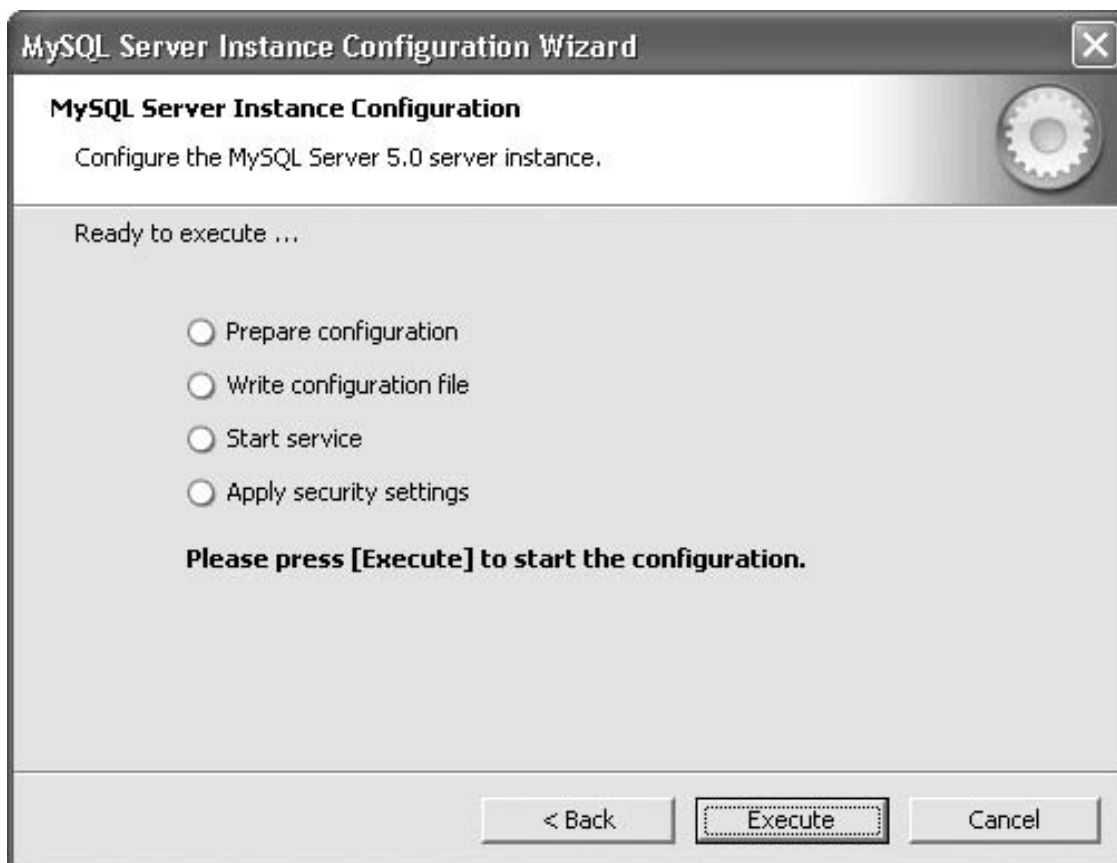 MySQL Server Instance Configuration Wizard
MySQL Server Instance Configuration
Configure the MySQL Server 5.0 server instance.
Ready to execute ...
Prepare configuration
Write configuration file
Start service
Apply security settings
Please press [Execute] to start the configuration.
< Back
Execute
Cancel